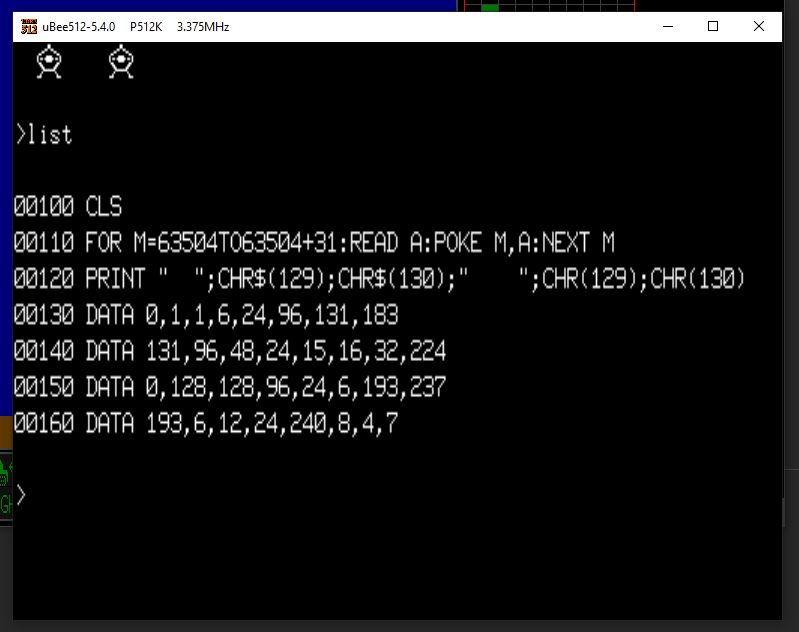 uBee512-5.4.0 P512K 3.375MHz
>list
00100 CLS
00110 FOR M=63504TO63504+31:READ A:POKE M,A:NEXT M
00120 PRINT "  ";CHR$(129);CHR$(130);"    ";CHR(129);CHR(130)
00130 DATA 0,1,1,6,24,96,131,183
00140 DATA 131,96,48,24,15,16,32,224
00150 DATA 0,128,128,96,24,6,193,237
00160 DATA 193,6,12,24,240,8,4,7
>